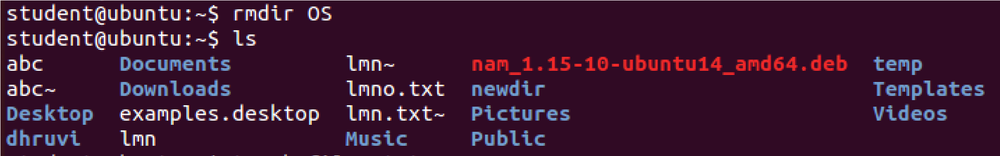 student@ubuntu:~$ rmdir OS
student@ubuntu:~$ ls
abc Documents lmn~ nam_1.15-10-ubuntu14_amd64.deb temp
abc~ Downloads lmno.txt newdir Templates
Desktop examples.desktop lmn.txt~ Pictures Videos
dhruvi lmn Music Public